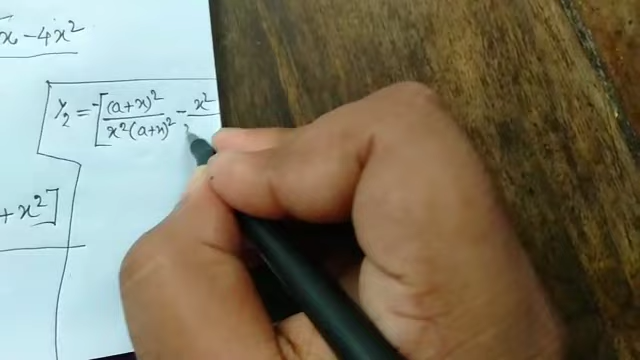 x - 4x²
y₂ = -[(a+x)²/x²(a+x)² - x²/
+ x²]